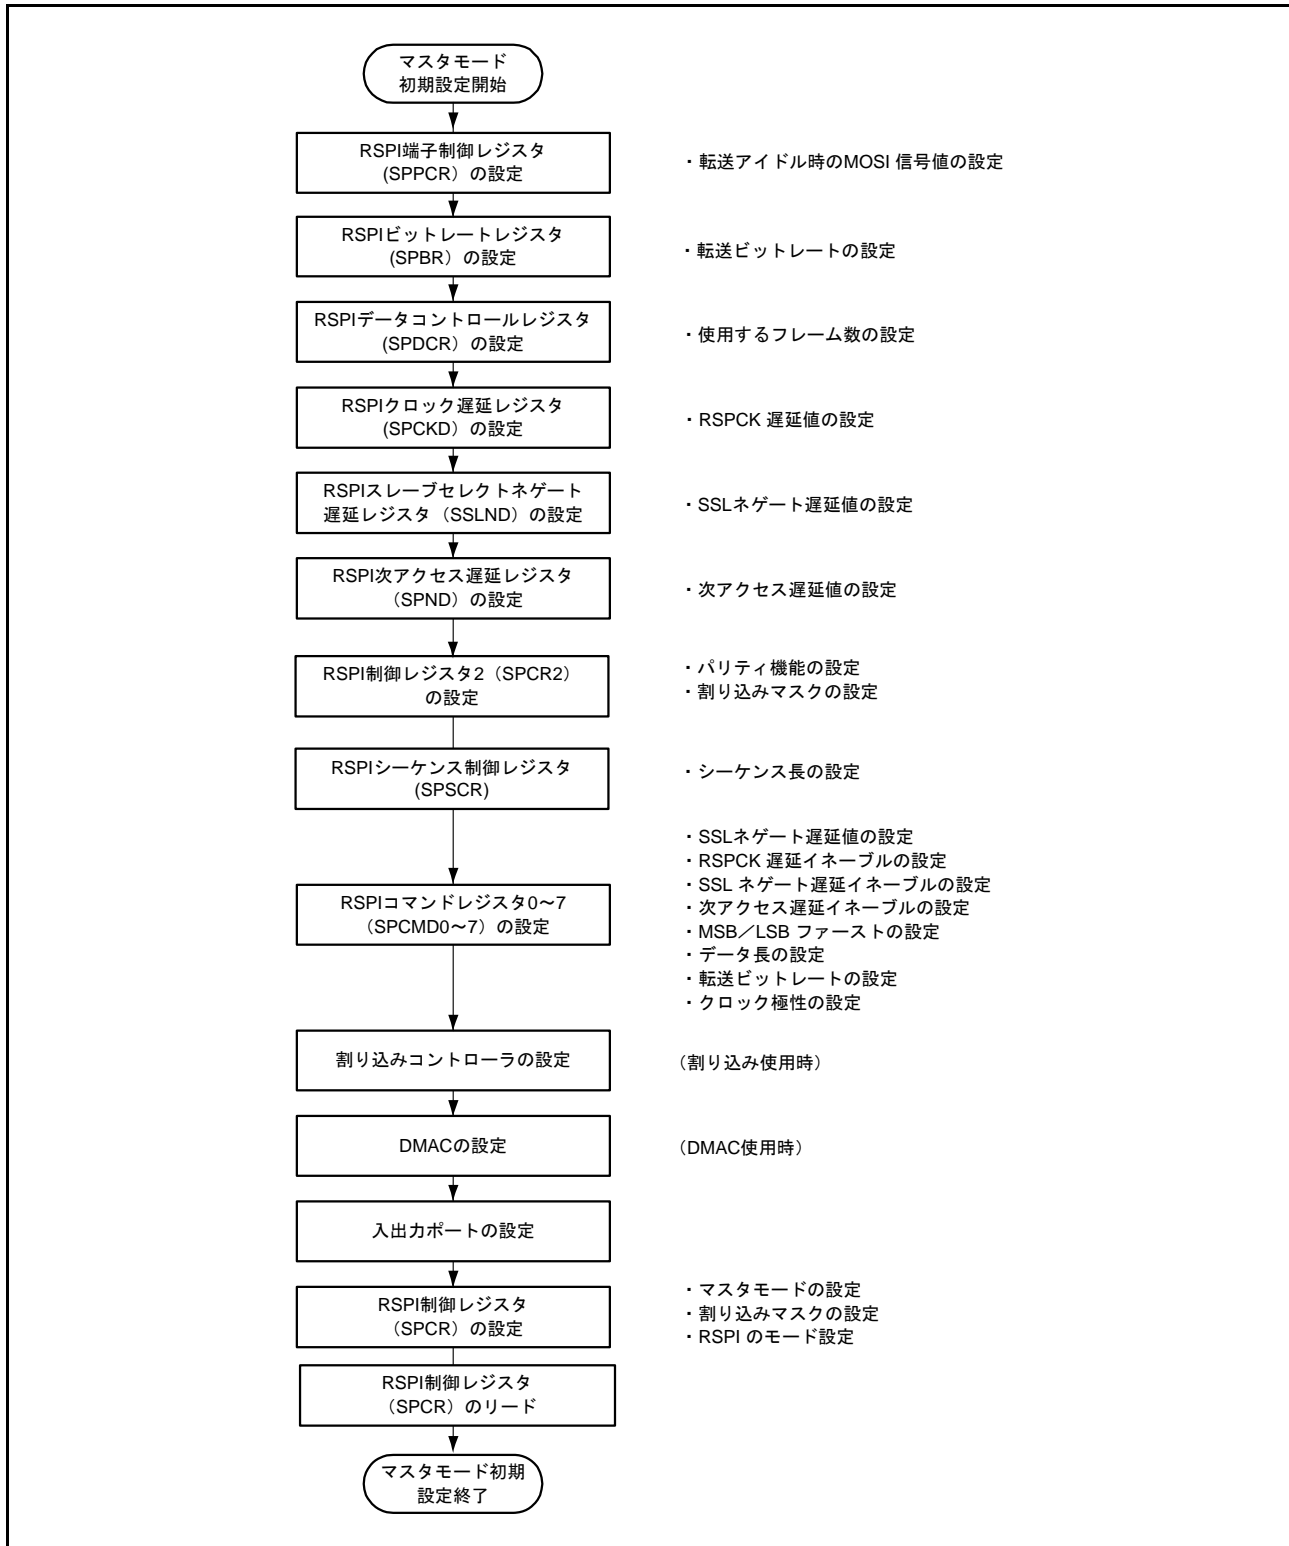 マスタモード
初期設定開始
RSPI端子制御レジスタ
(SPPCR）の設定
・転送アイドル時のMOSI 信号値の設定
RSPIビットレートレジスタ
(SPBR）の設定
・転送ビットレートの設定
RSPIデータコントロールレジスタ
(SPDCR）の設定
・使用するフレーム数の設定
RSPIクロック遅延レジスタ
(SPCKD）の設定
・RSPCK 遅延値の設定
RSPIスレーブセレクトネゲート
遅延レジスタ（SSLND）の設定
・SSLネゲート遅延値の設定
RSPI次アクセス遅延レジスタ
（SPND）の設定
・次アクセス遅延値の設定
RSPI制御レジスタ2（SPCR2）
の設定
・パリティ機能の設定
・割り込みマスクの設定
RSPIシーケンス制御レジスタ
(SPSCR)
・シーケンス長の設定
RSPIコマンドレジスタ0〜7
（SPCMD0〜7）の設定
・SSLネゲート遅延値の設定
・RSPCK 遅延イネーブルの設定
・SSL ネゲート遅延イネーブルの設定
・次アクセス遅延イネーブルの設定
・MSB／LSB ファーストの設定
・データ長の設定
・転送ビットレートの設定
・クロック極性の設定
割り込みコントローラの設定
（割り込み使用時）
DMACの設定
（DMAC使用時）
入出力ポートの設定
RSPI制御レジスタ
（SPCR）の設定
・マスタモードの設定
・割り込みマスクの設定
・RSPI のモード設定
RSPI制御レジスタ
（SPCR）のリード
マスタモード初期
設定終了